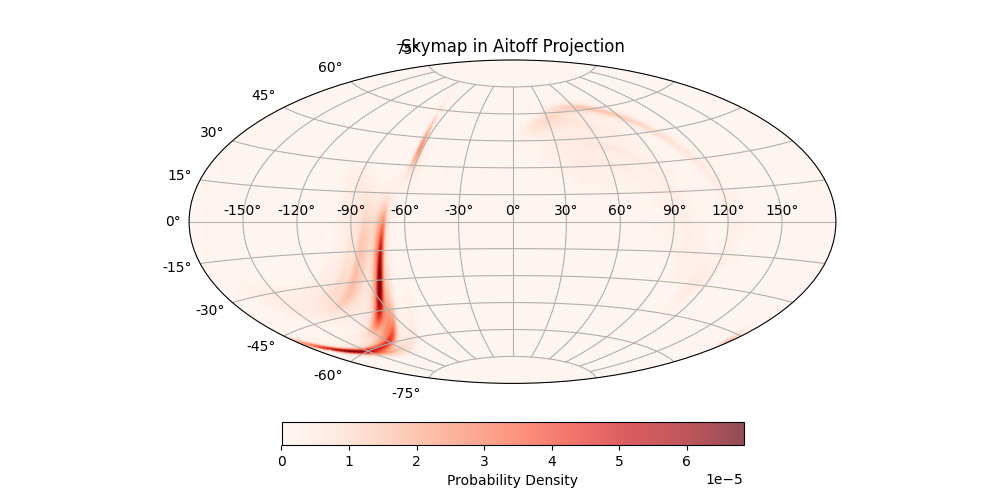 75°
Skymap in Aitoff Projection
60°
45°
30°
15°
-150° -120° -90° -60° -30° 0° 30° 60° 90° 120° 150°
0°
-15°
-30°
-45°
-60°
-75°
0 1 2 3 4 5 6
1e−5
Probability Density